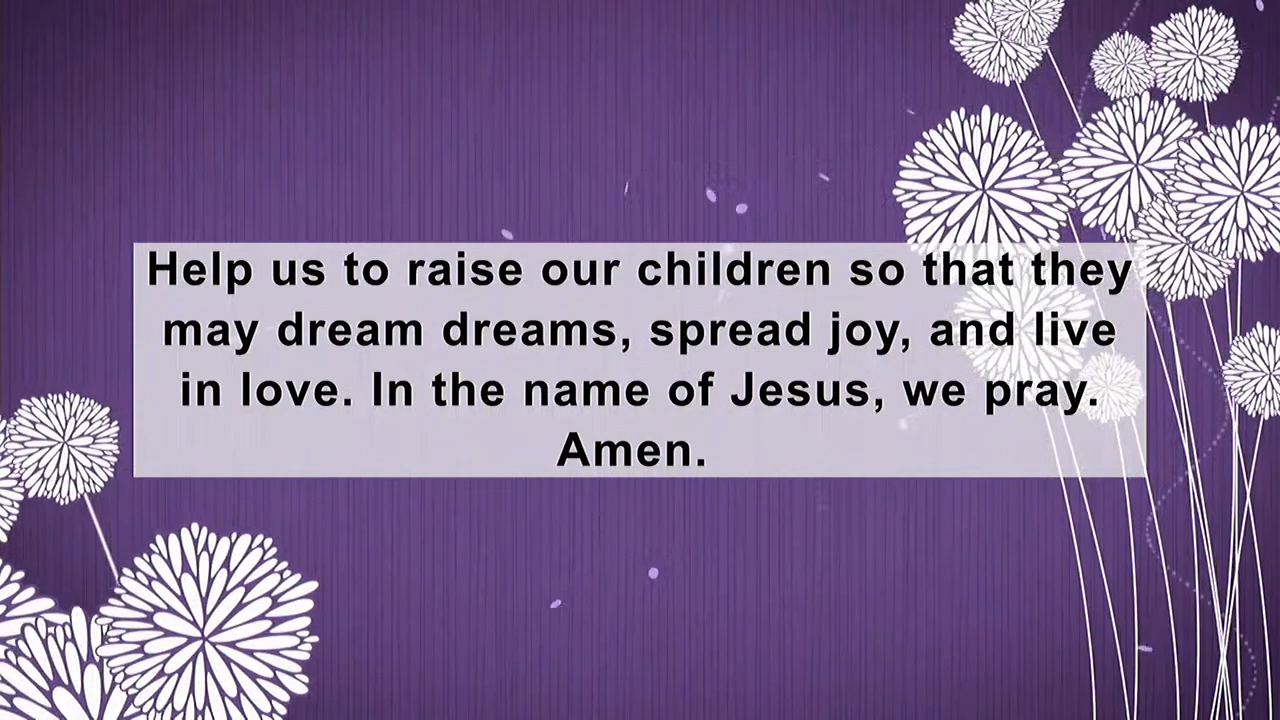 Help us to raise our children so that they
may dream dreams, spread joy, and live
in love. In the name of Jesus, we pray.
Amen.